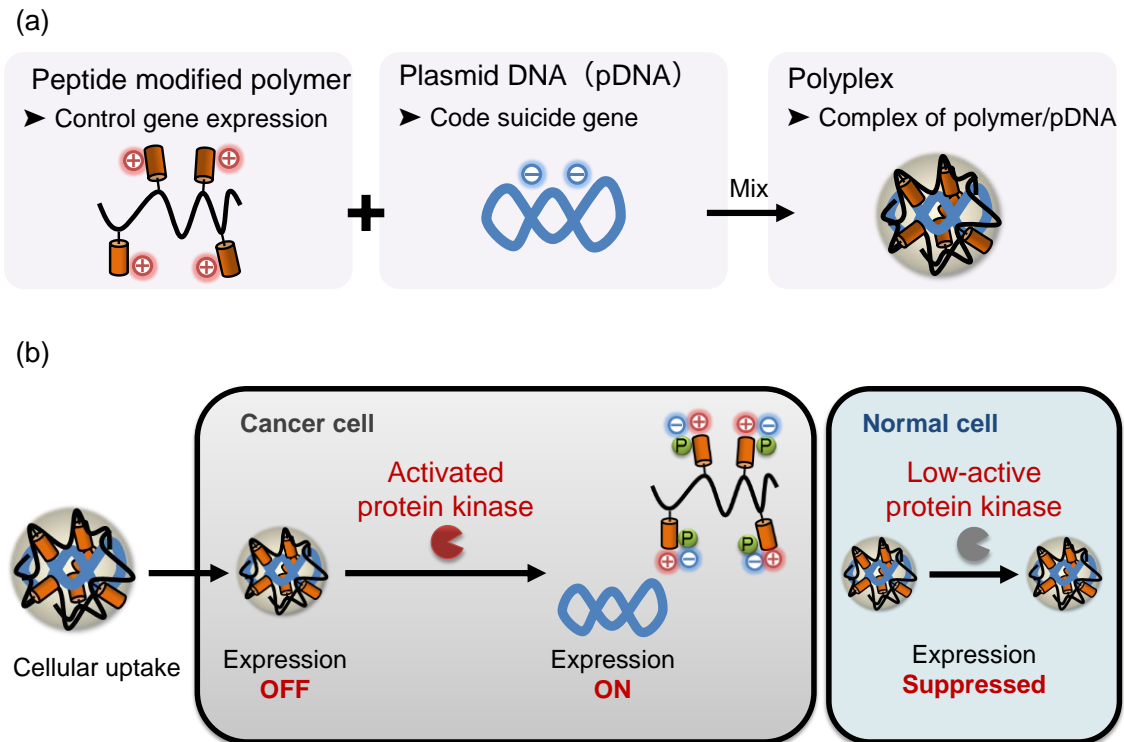 (a)
Peptide modified polymer
➤ Control gene expression
Plasmid DNA（pDNA）
➤ Code suicide gene
Mix
Polyplex
➤ Complex of polymer/pDNA
(b)
Cellular uptake
Cancer cell
Activated
protein kinase
P
P
P
P
Expression
OFF
Expression
ON
Normal cell
Low-active
protein kinase
Expression
Suppressed